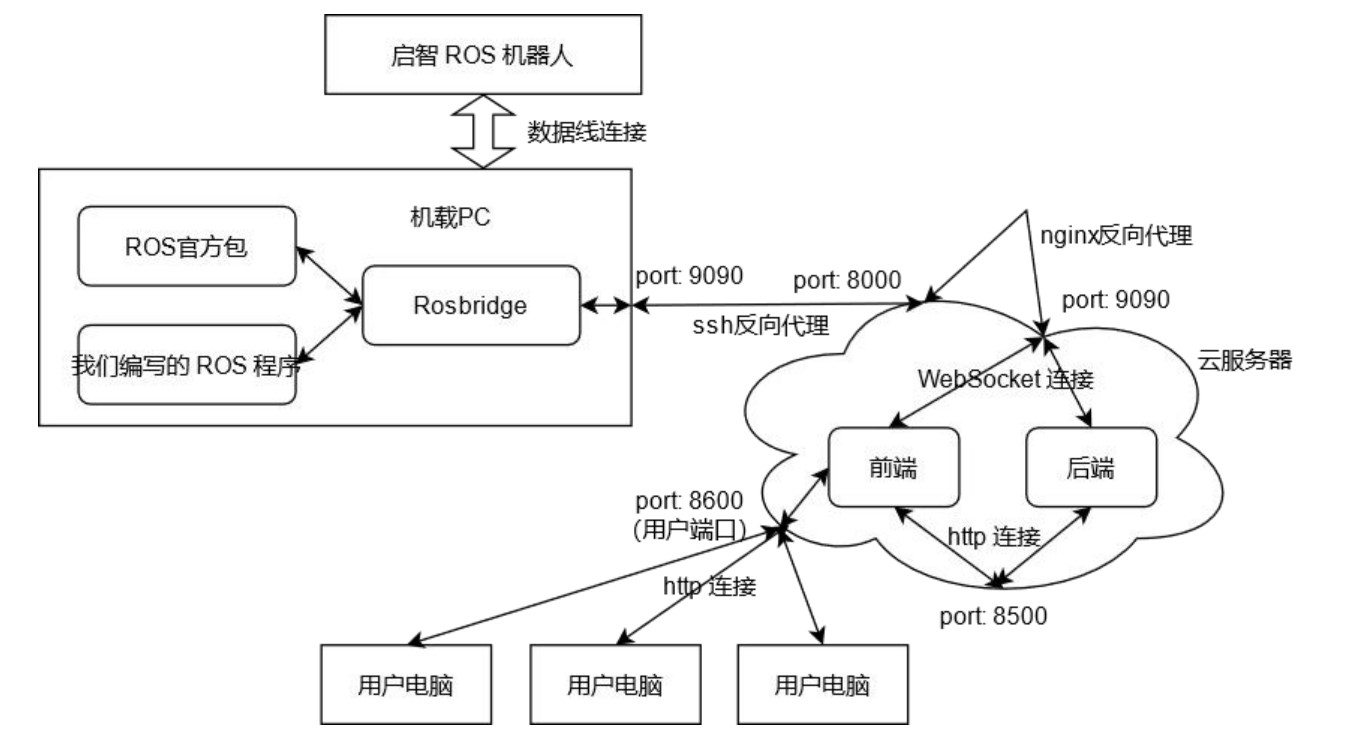 启智 ROS 机器人
数据线连接
机载PC
ROS官方包
Rosbridge
我们编写的 ROS 程序
port: 9090
port: 8000
ssh反向代理
nginx反向代理
port: 9090
云服务器
WebSocket 连接
前端
后端
http 连接
port: 8500
port: 8600
（用户端口）
http 连接
用户电脑
用户电脑
用户电脑